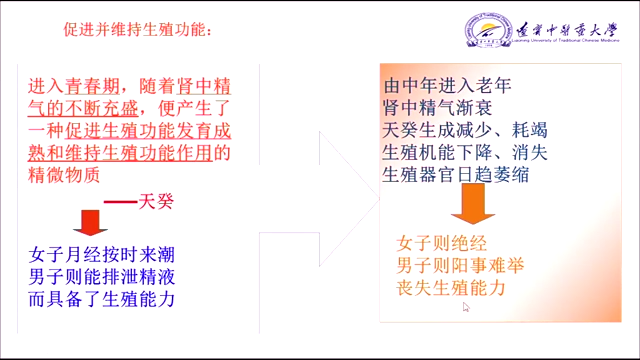 促进并维持生殖功能：
辽宁中医药大学
Liaoning University of Traditional Chinese Medicine
进入青春期，随着肾中精
气的不断充盛，便产生了
一种促进生殖功能发育成
熟和维持生殖功能作用的
精微物质
——天癸
女子月经按时来潮
男子则能排泄精液
而具备了生殖能力
由中年进入老年
肾中精气渐衰
天癸生成减少、耗竭
生殖机能下降、消失
生殖器官日趋萎缩
女子则绝经
男子则阳事难举
丧失生殖能力